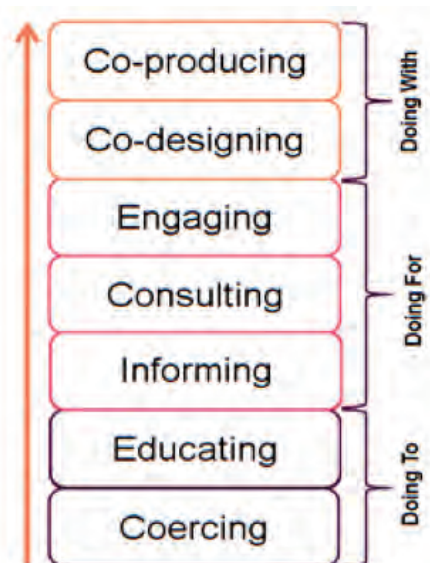 Co-producing
Co-designing
Doing With
Engaging
Consulting
Informing
Doing For
Educating
Coercing
Doing To